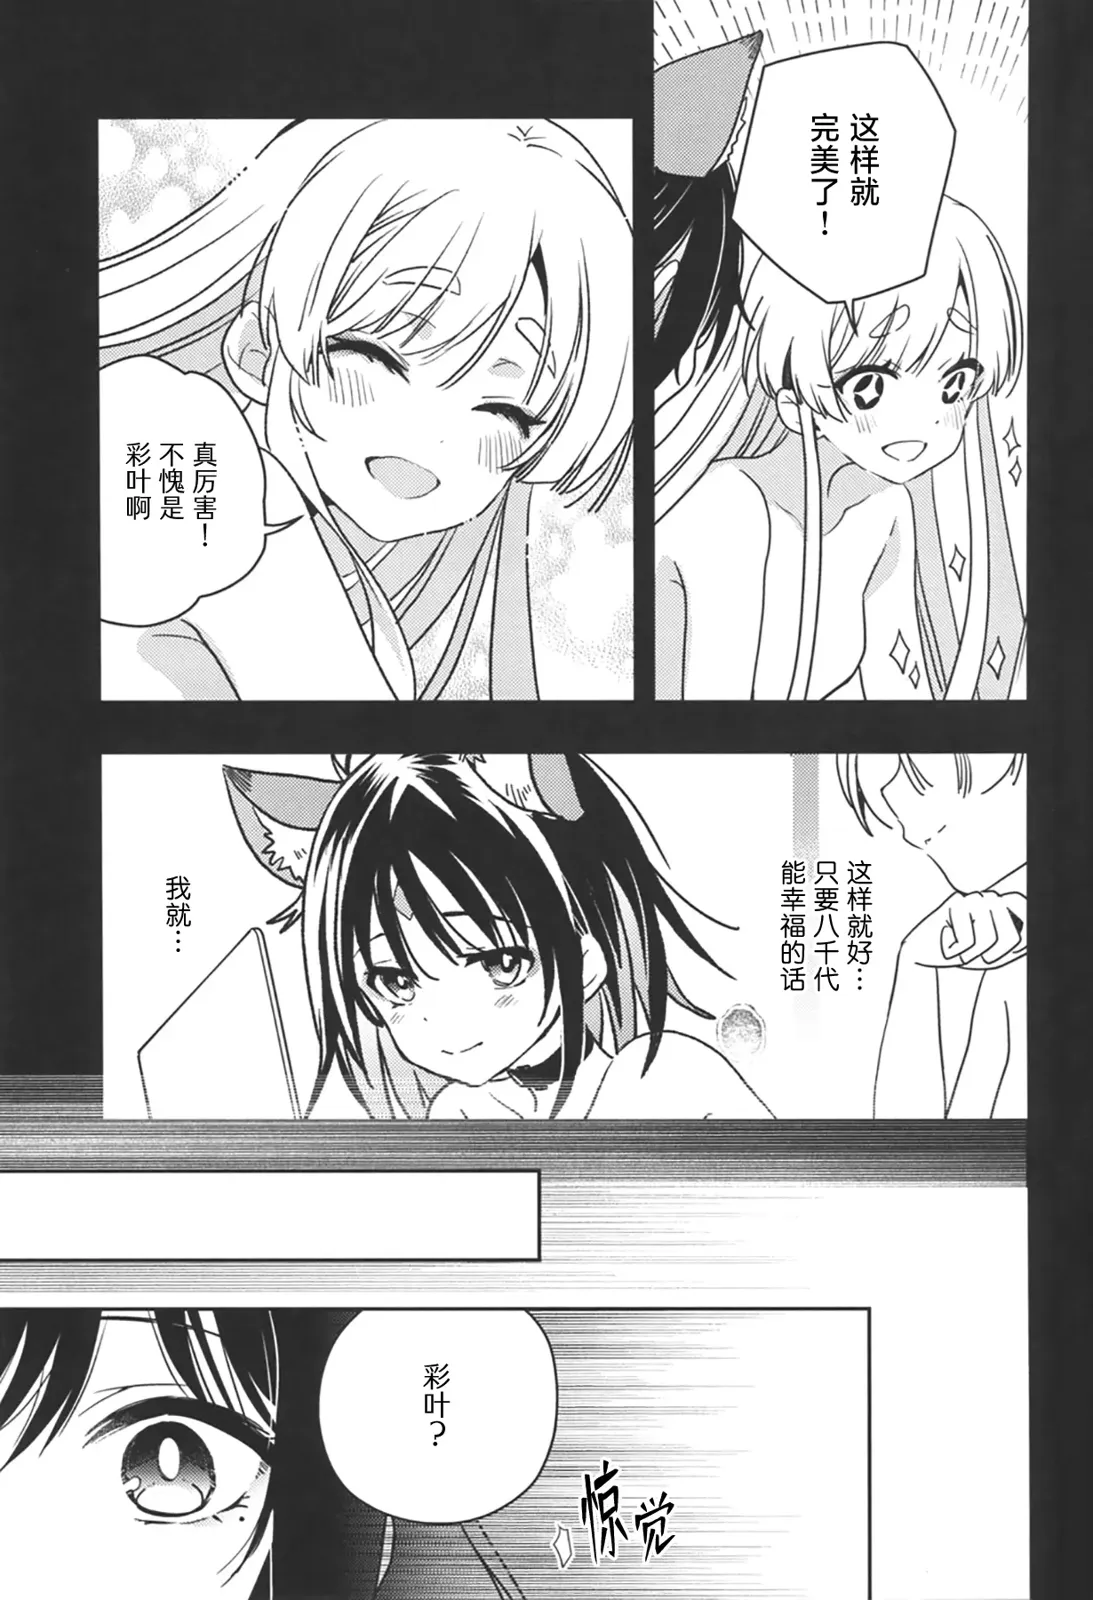 这样就
完美了！
真厉害！
不愧是
彩叶啊
这样就好…
只要八千代
能幸福的话
我就…
彩叶？
惊觉